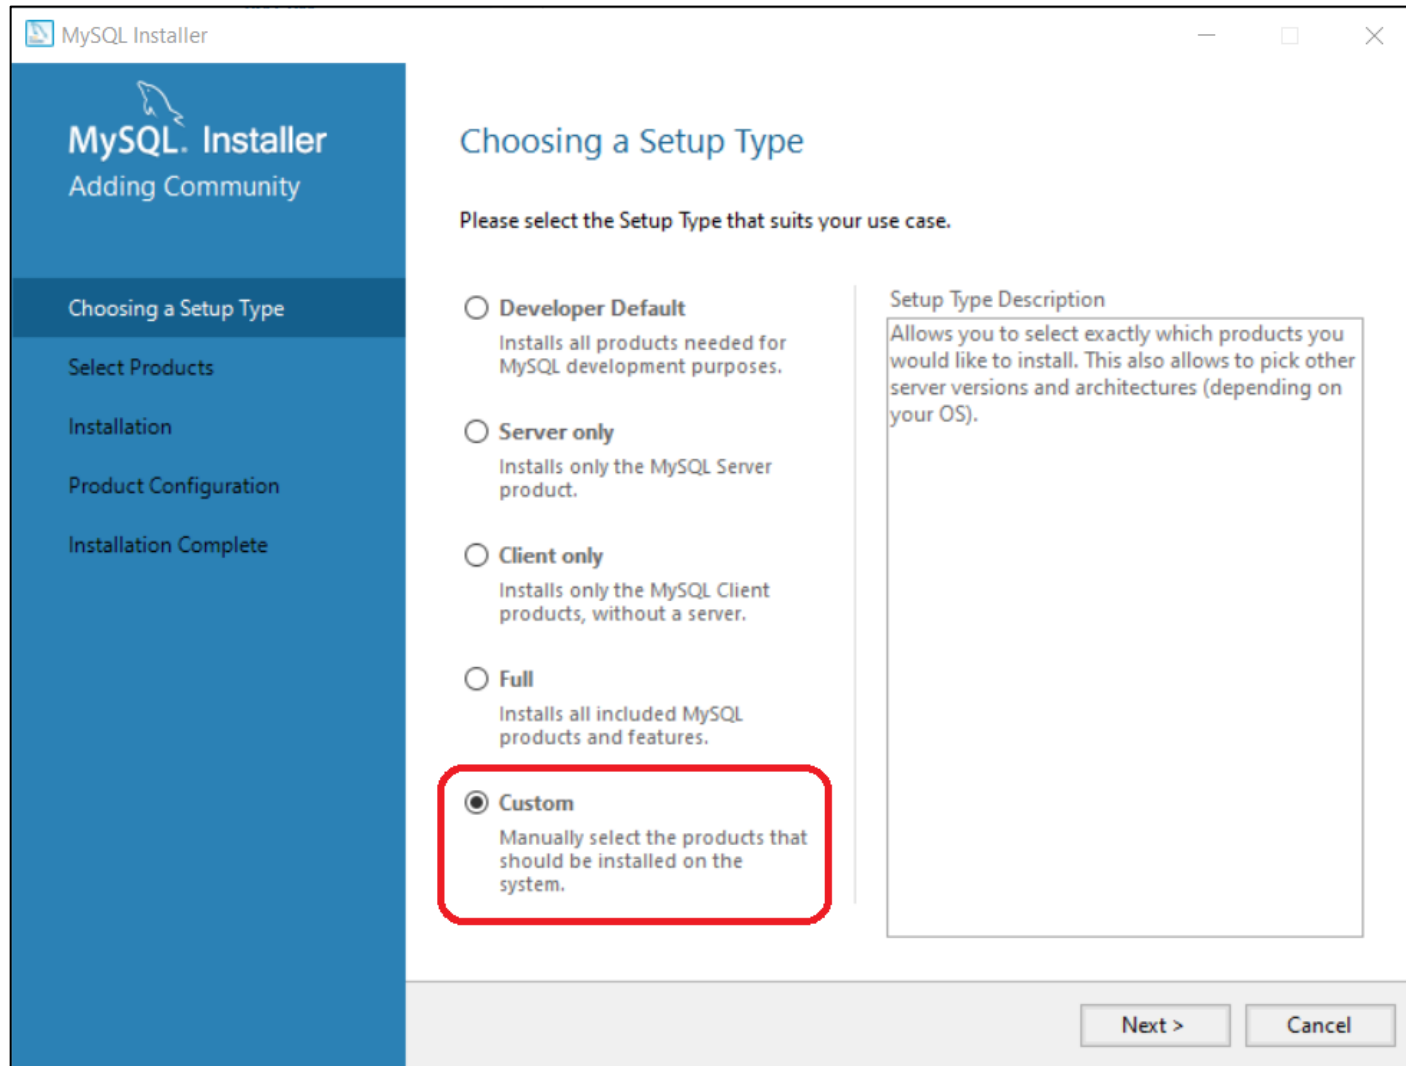 MySQL Installer
MySQL. Installer
Adding Community
Choosing a Setup Type
Select Products
Installation
Product Configuration
Installation Complete
Choosing a Setup Type
Please select the Setup Type that suits your use case.
Developer Default
Installs all products needed for
MySQL development purposes.
Server only
Installs only the MySQL Server
product.
Client only
Installs only the MySQL Client
products, without a server.
Full
Installs all included MySQL
products and features.
Custom
Manually select the products that
should be installed on the
system.
Setup Type Description
Allows you to select exactly which products you
would like to install. This also allows to pick other
server versions and architectures (depending on
your OS).
Next >
Cancel